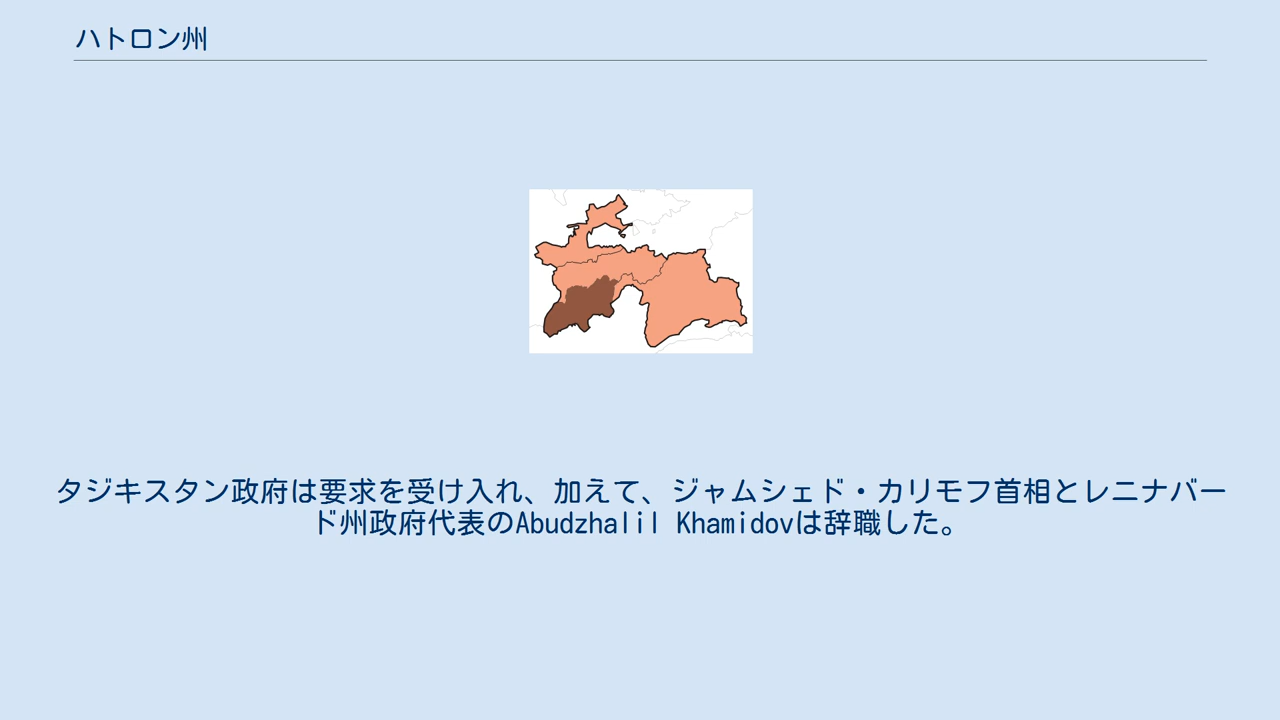 ハトロン州
タジキスタン政府は要求を受け入れ、加えて、ジャムシェド・カリモフ首相とレニナバー
ド州政府代表のAbudzhalil Khamidovは辞職した。